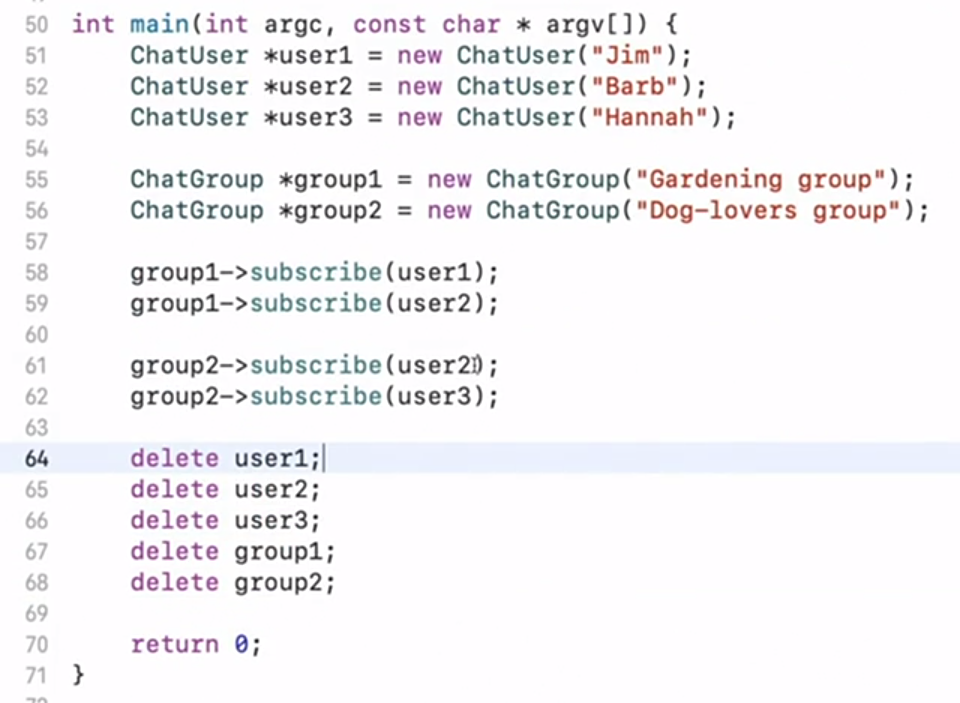 50 int main(int argc, const char * argv[]) {
51 ChatUser *user1 = new ChatUser("Jim");
52 ChatUser *user2 = new ChatUser("Barb");
53 ChatUser *user3 = new ChatUser("Hannah");
54
55 ChatGroup *group1 = new ChatGroup("Gardening group");
56 ChatGroup *group2 = new ChatGroup("Dog-lovers group");
57
58 group1->subscribe(user1);
59 group1->subscribe(user2);
60
61 group2->subscribe(user2);
62 group2->subscribe(user3);
63
64 delete user1;
65 delete user2;
66 delete user3;
67 delete group1;
68 delete group2;
69
70 return 0;
71 }